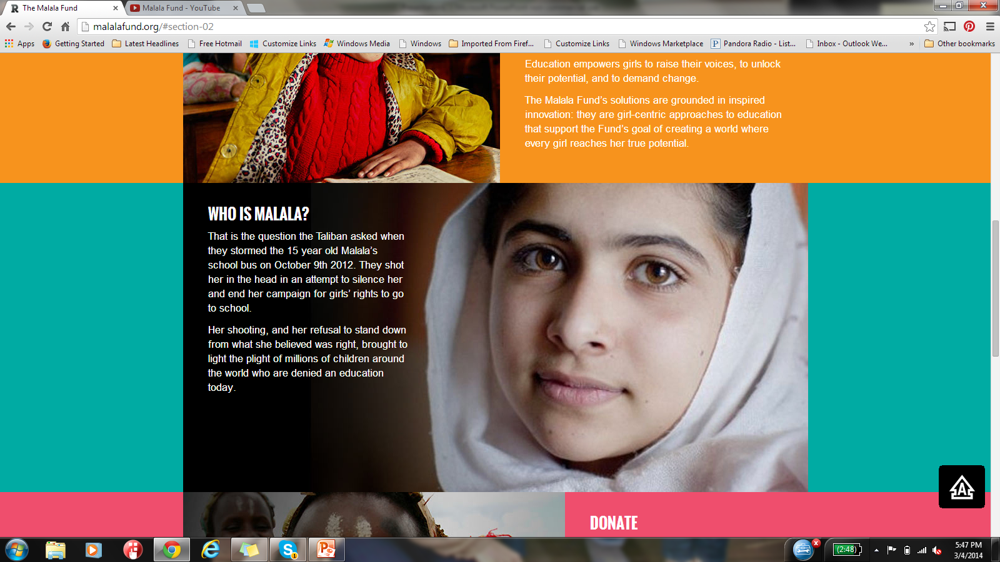 The Malala Fund
Malala Fund - YouTube
malalafund.org/#section-02
Apps
Getting Started
Latest Headlines
Free Hotmail
Customize Links
Windows Media
Windows
Imported From Firef...
Customize Links
Windows Marketplace
Pandora Radio - List...
Inbox - Outlook We...
»
Other bookmarks
Education empowers girls to raise their voices, to unlock
their potential, and to demand change.
The Malala Fund’s solutions are grounded in inspired
innovation: they are girl-centric approaches to education
that support the Fund’s goal of creating a world where
every girl reaches her true potential.
WHO IS MALALA?
That is the question the Taliban asked when
they stormed the 15 year old Malala’s
school bus on October 9th 2012. They shot
her in the head in an attempt to silence her
and end her campaign for girls’ rights to go
to school.
Her shooting, and her refusal to stand down
from what she believed was right, brought to
light the plight of millions of children around
the world who are denied an education
today.
A
DONATE
(2:48)
5:47 PM
3/4/2014